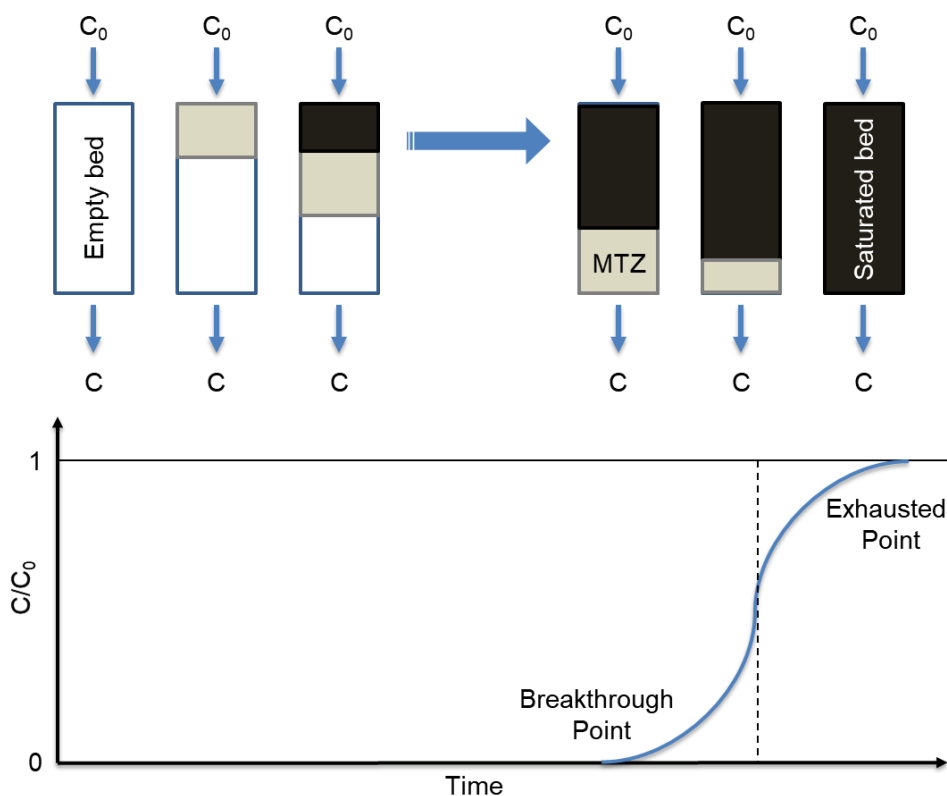 C₀ C₀ C₀ C₀ C₀ C₀
Empty bed
MTZ
Saturated bed
C C C C C C
1
C/C₀
Exhausted
Point
Breakthrough
Point
0
Time